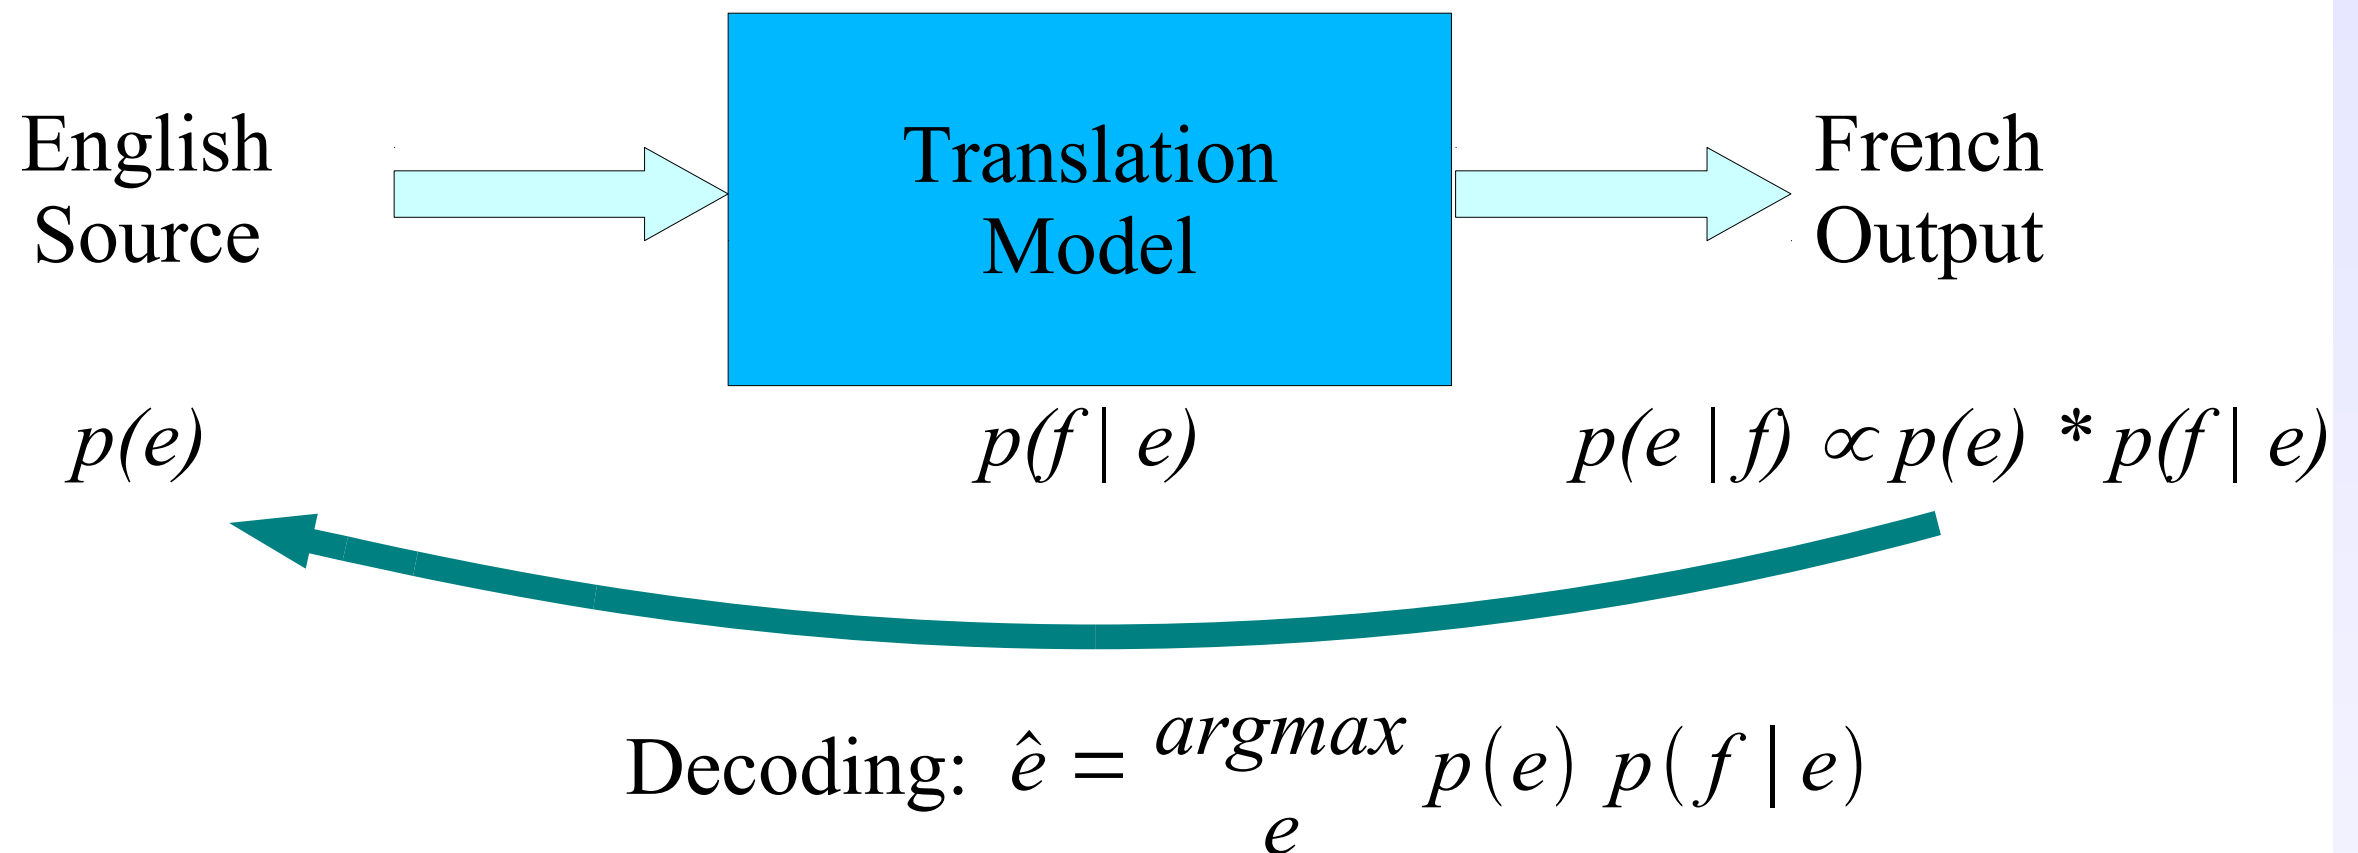 English
Source
Translation
Model
French
Output
p(e)
p(f | e)
p(e | f) ∝ p(e) * p(f | e)
Decoding: ê = argmax p(e) p(f | e)
e